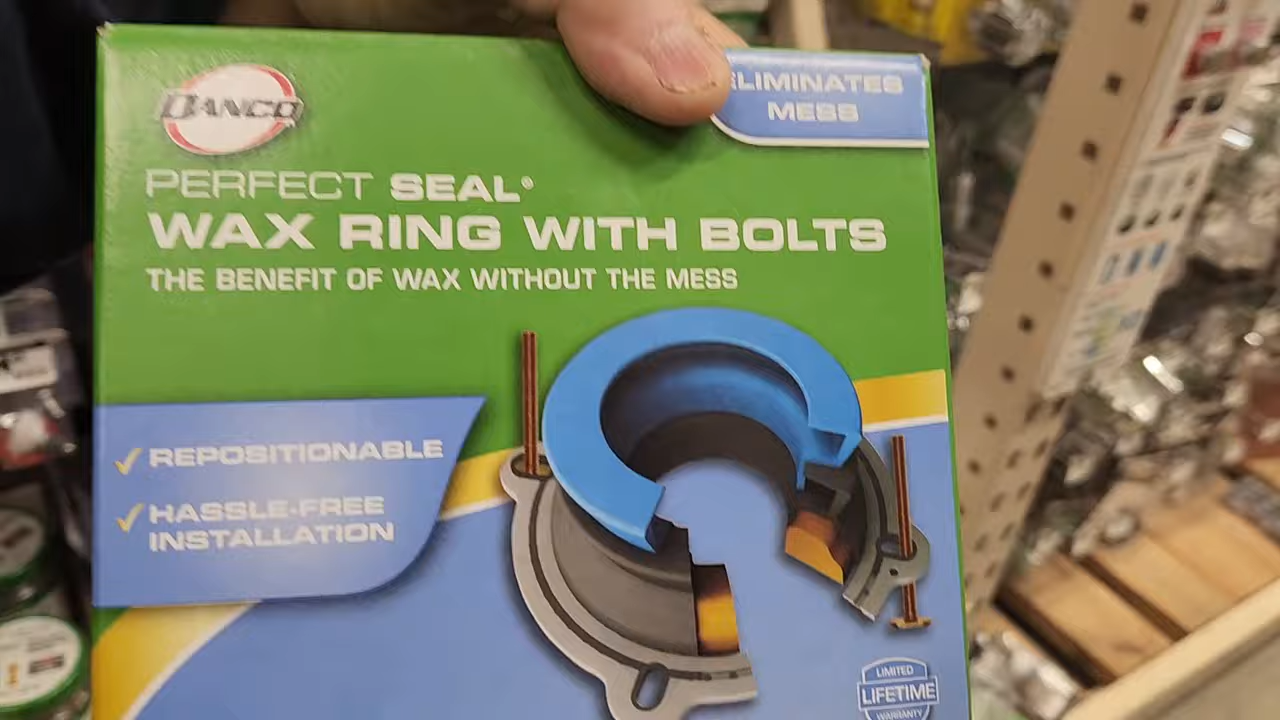 DANCO
ELIMINATES
MESS
PERFECT SEAL®
WAX RING WITH BOLTS
THE BENEFIT OF WAX WITHOUT THE MESS
✓ REPOSITIONABLE
✓ HASSLE-FREE
INSTALLATION
LIMITED
LIFETIME
WARRANTY